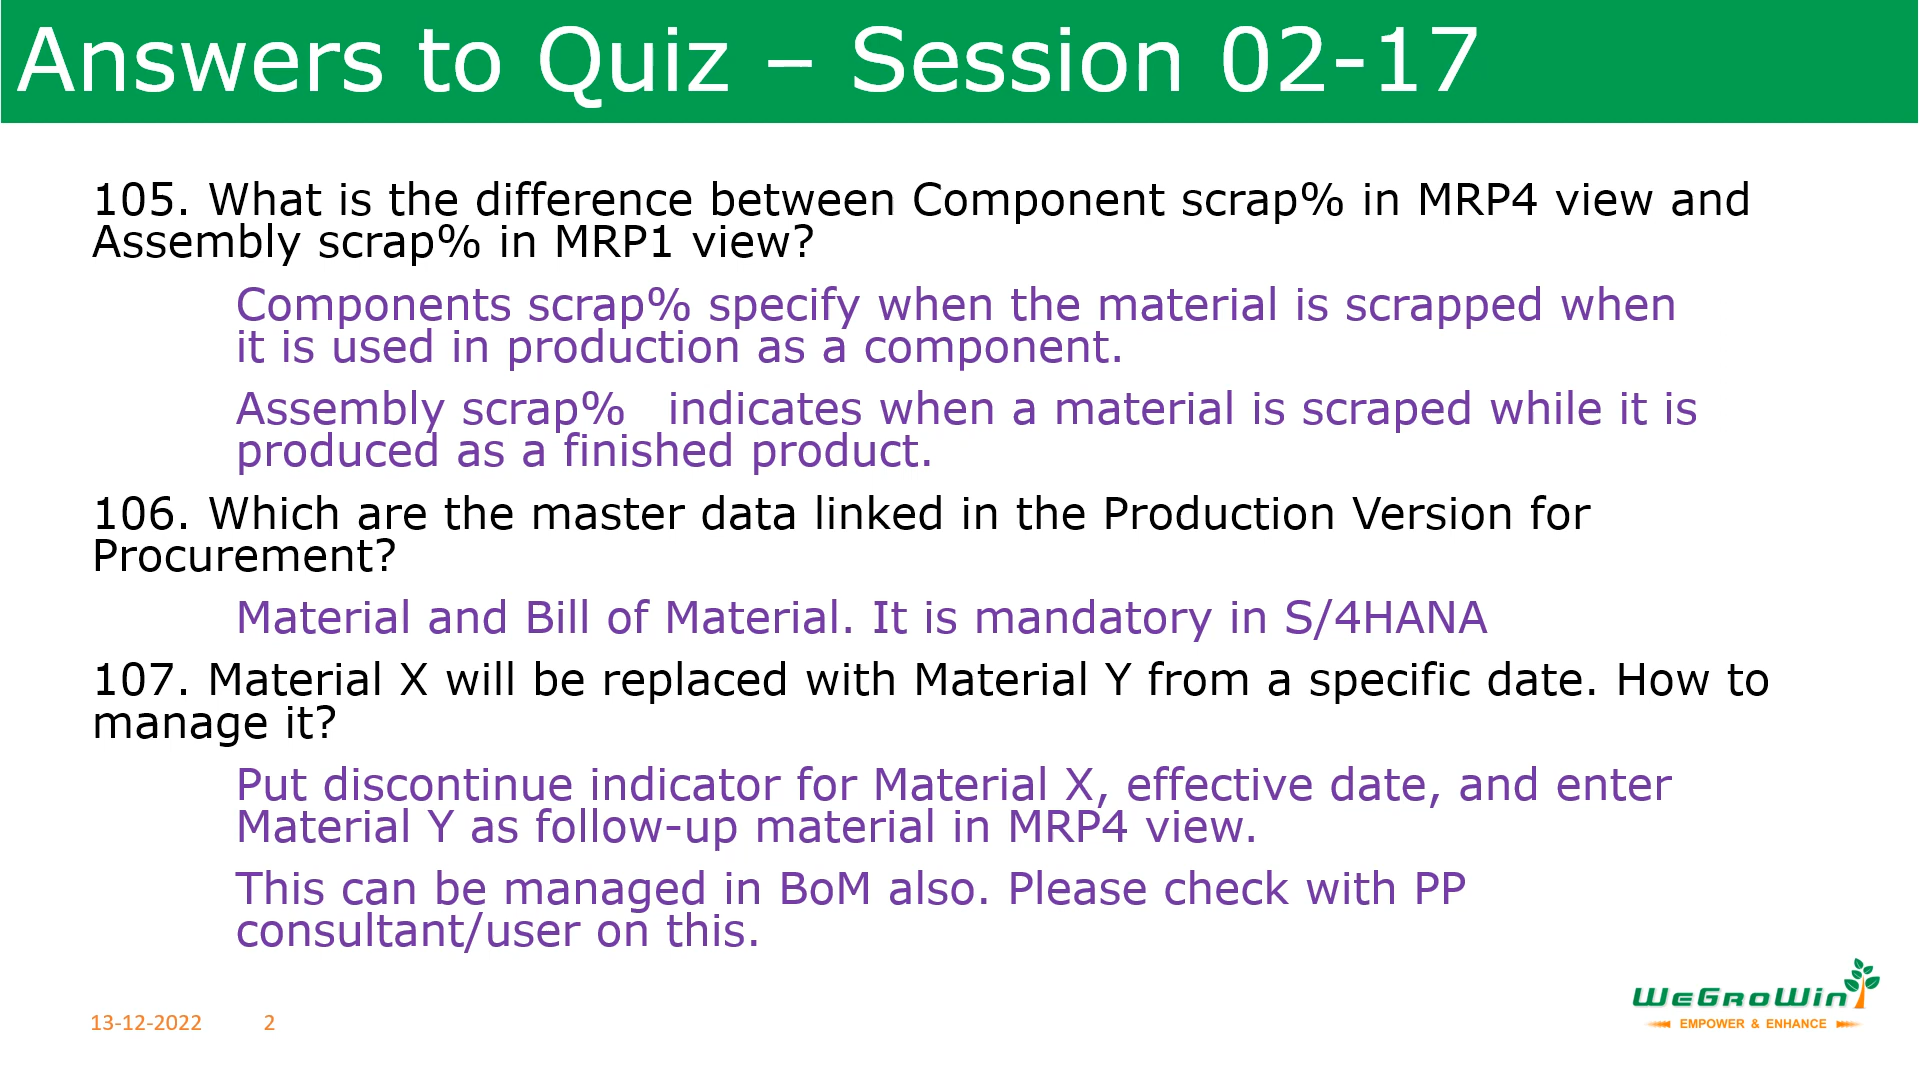 Answers to Quiz – Session 02-17
105. What is the difference between Component scrap% in MRP4 view and
Assembly scrap% in MRP1 view?
Components scrap% specify when the material is scrapped when
it is used in production as a component.
Assembly scrap% indicates when a material is scraped while it is
produced as a finished product.
106. Which are the master data linked in the Production Version for
Procurement?
Material and Bill of Material. It is mandatory in S/4HANA
107. Material X will be replaced with Material Y from a specific date. How to
manage it?
Put discontinue indicator for Material X, effective date, and enter
Material Y as follow-up material in MRP4 view.
This can be managed in BoM also. Please check with PP
consultant/user on this.
13-12-2022 2
WeGroWin
EMPOWER & ENHANCE